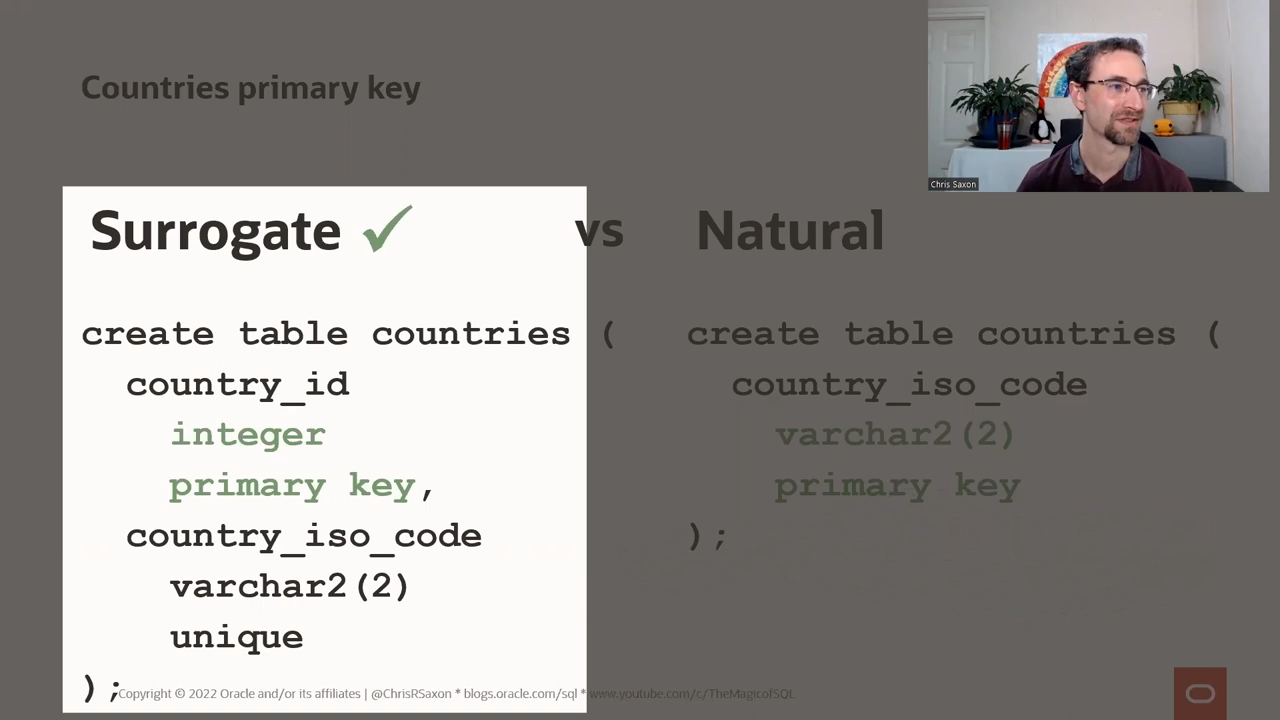 Countries primary key
Chris Saxon
Surrogate ✓ vs Natural
create table countries (
country_id
integer
primary key,
country_iso_code
varchar2(2)
unique
);
create table countries (
country_iso_code
varchar2(2)
primary key
);
Copyright © 2022 Oracle and/or its affiliates | @ChrisRSaxon * blogs.oracle.com/sql * www.youtube.com/c/TheMagicofSQL